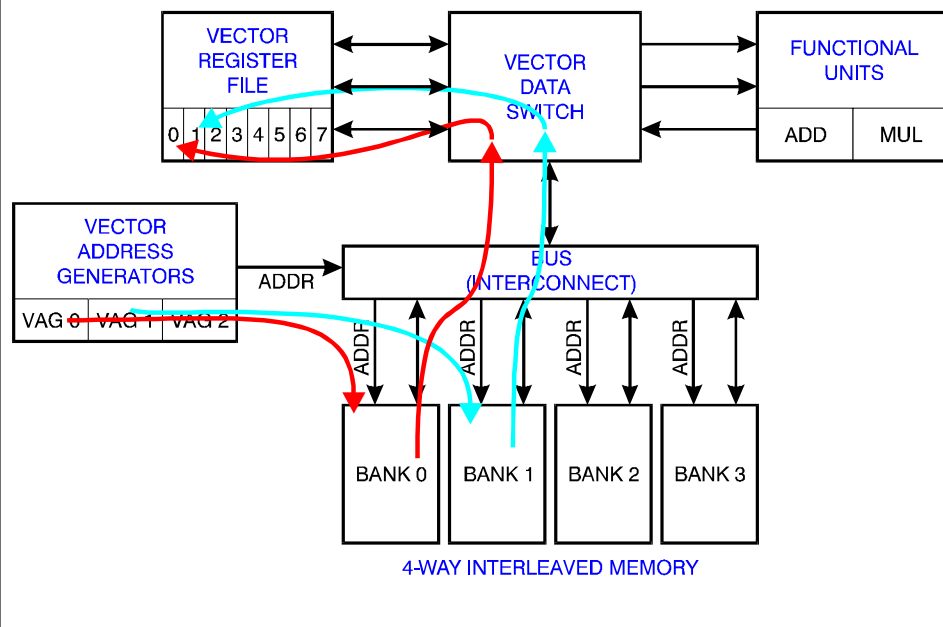 VECTOR
REGISTER
FILE
0 1 2 3 4 5 6 7
VECTOR
DATA
SWITCH
FUNCTIONAL
UNITS
ADD MUL
VECTOR
ADDRESS
GENERATORS
VAG 0 VAG 1 VAG 2
ADDR
BUS
(INTERCONNECT)
ADDR
ADDR
ADDR
ADDR
BANK 0
BANK 1
BANK 2
BANK 3
4-WAY INTERLEAVED MEMORY